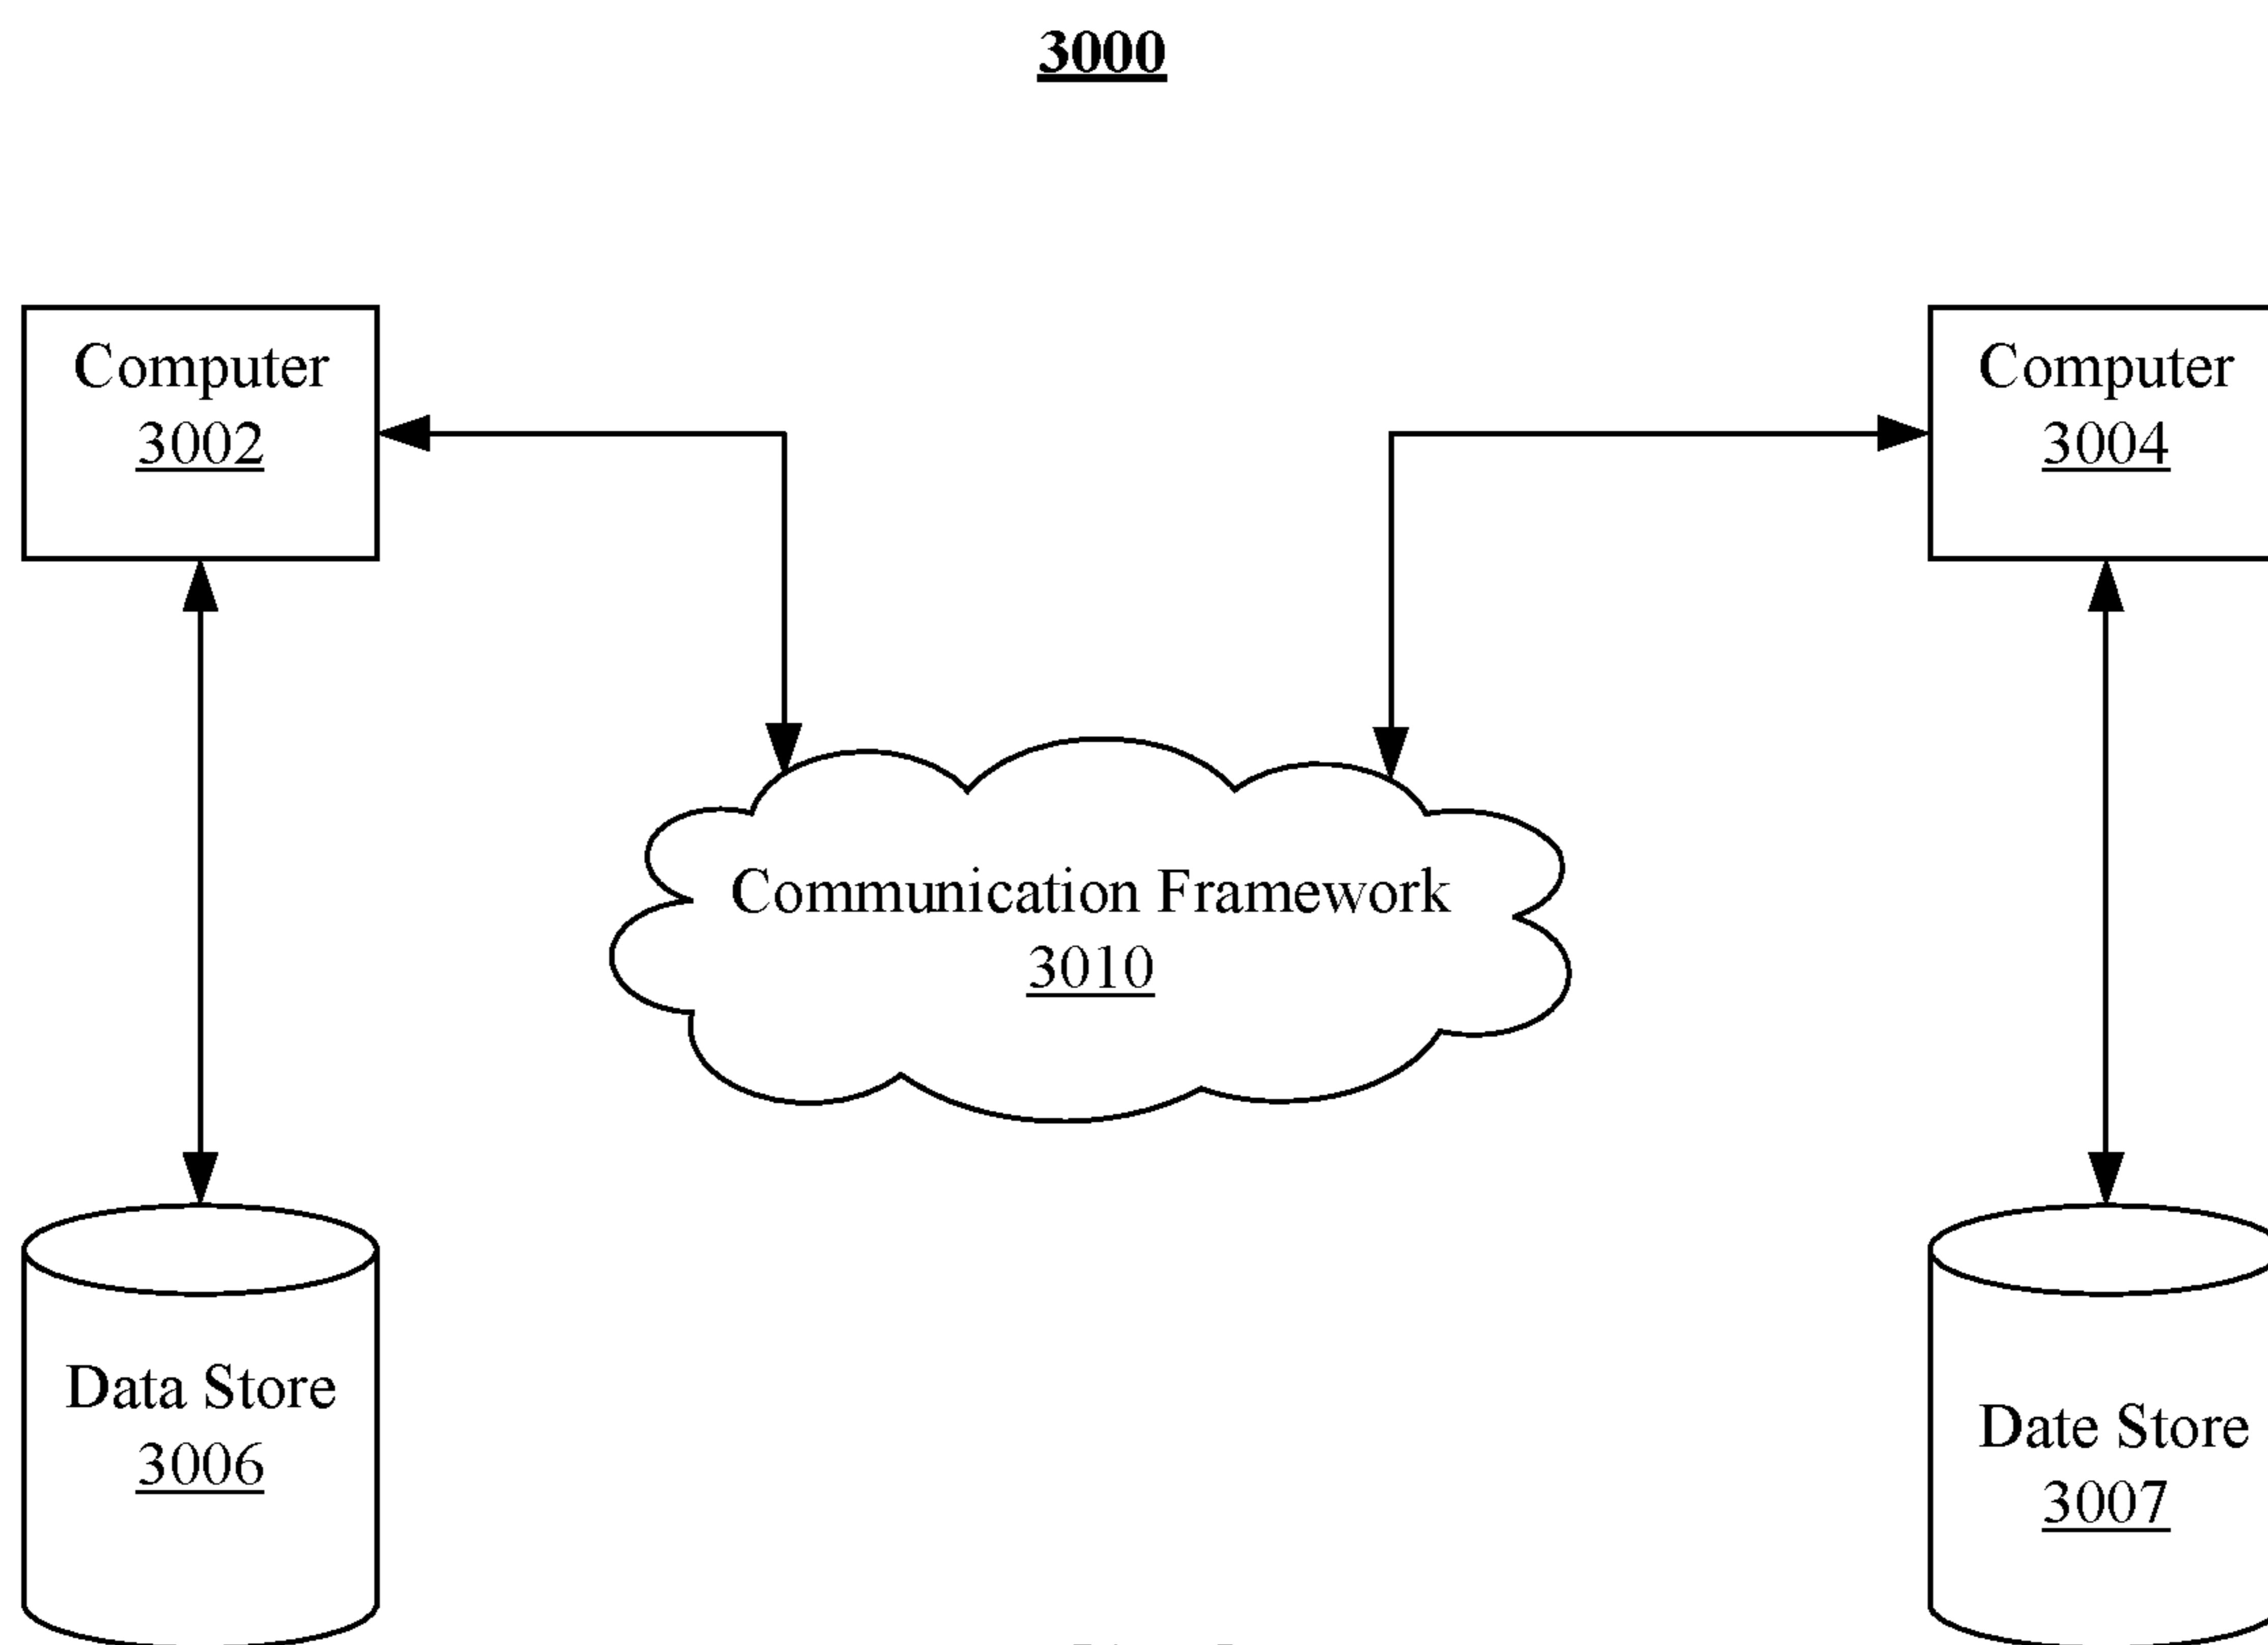 3000
Computer
3002
Computer
3004
Communication Framework
3010
Data Store
3006
Date Store
3007